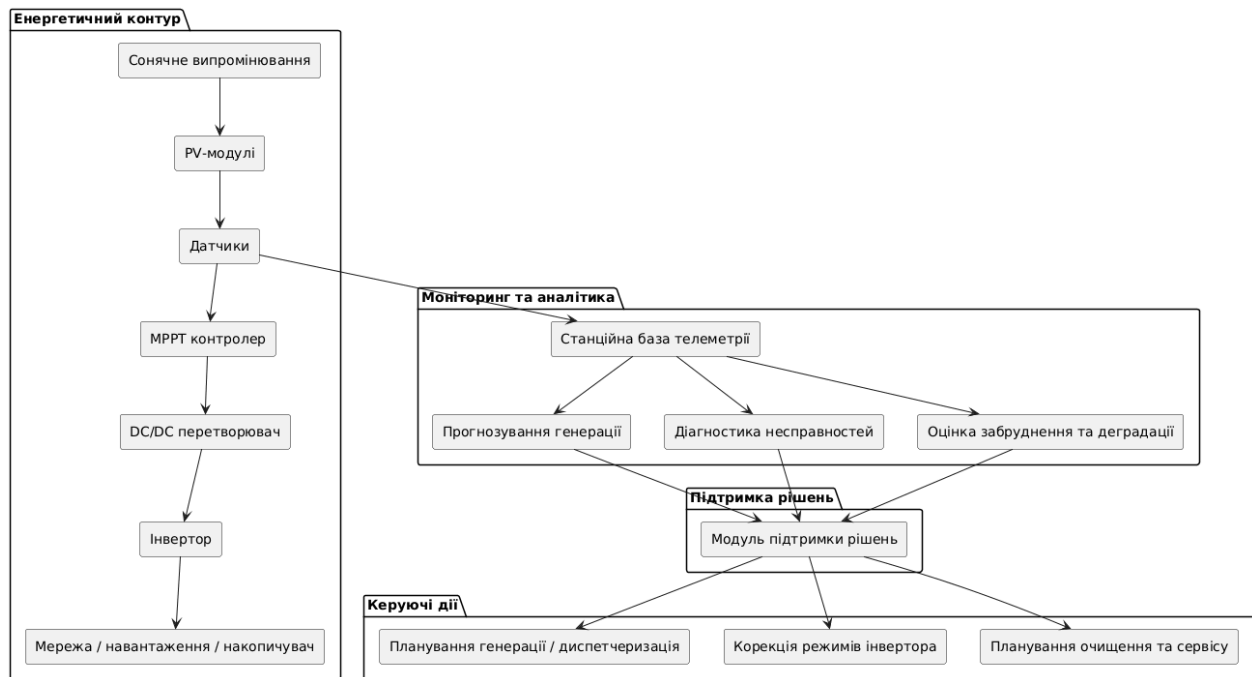 Енергетичний контур
Сонячне випромінювання
PV-модулі
Датчики
MPPT контролер
DC/DC перетворювач
Інвертор
Мережа / навантаження / накопичувач
Моніторинг та аналітика
Станційна база телеметрії
Прогнозування генерації
Діагностика несправностей
Оцінка забруднення та деградації
Підтримка рішень
Модуль підтримки рішень
Керуючі дії
Планування генерації / диспетчеризація
Корекція режимів інвертора
Планування очищення та сервісу